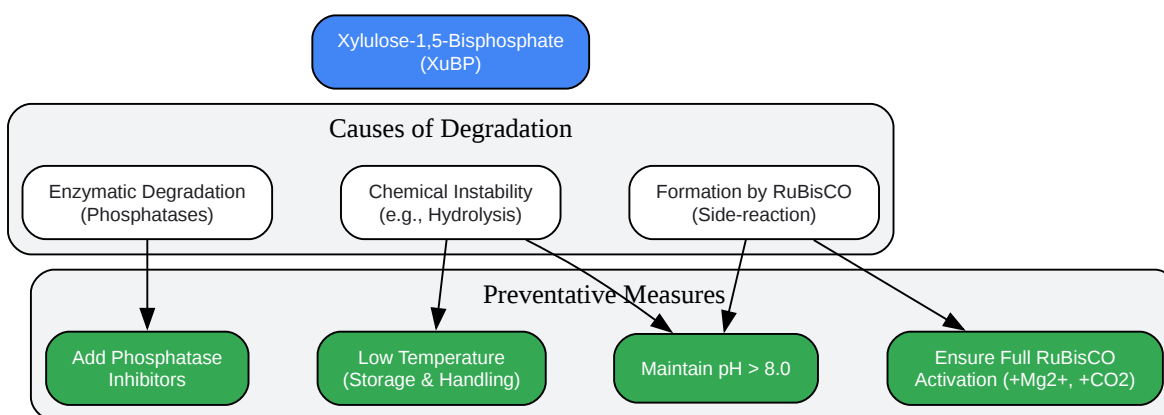 Xylulose-1,5-Bisphosphate
(XuBP)
Causes of Degradation
Enzymatic Degradation
(Phosphatases)
Chemical Instability
(e.g., Hydrolysis)
Formation by RuBisCO
(Side-reaction)
Preventative Measures
Add Phosphatase
Inhibitors
Low Temperature
(Storage & Handling)
Maintain pH > 8.0
Ensure Full RuBisCO
Activation (+Mg2+, +CO2)